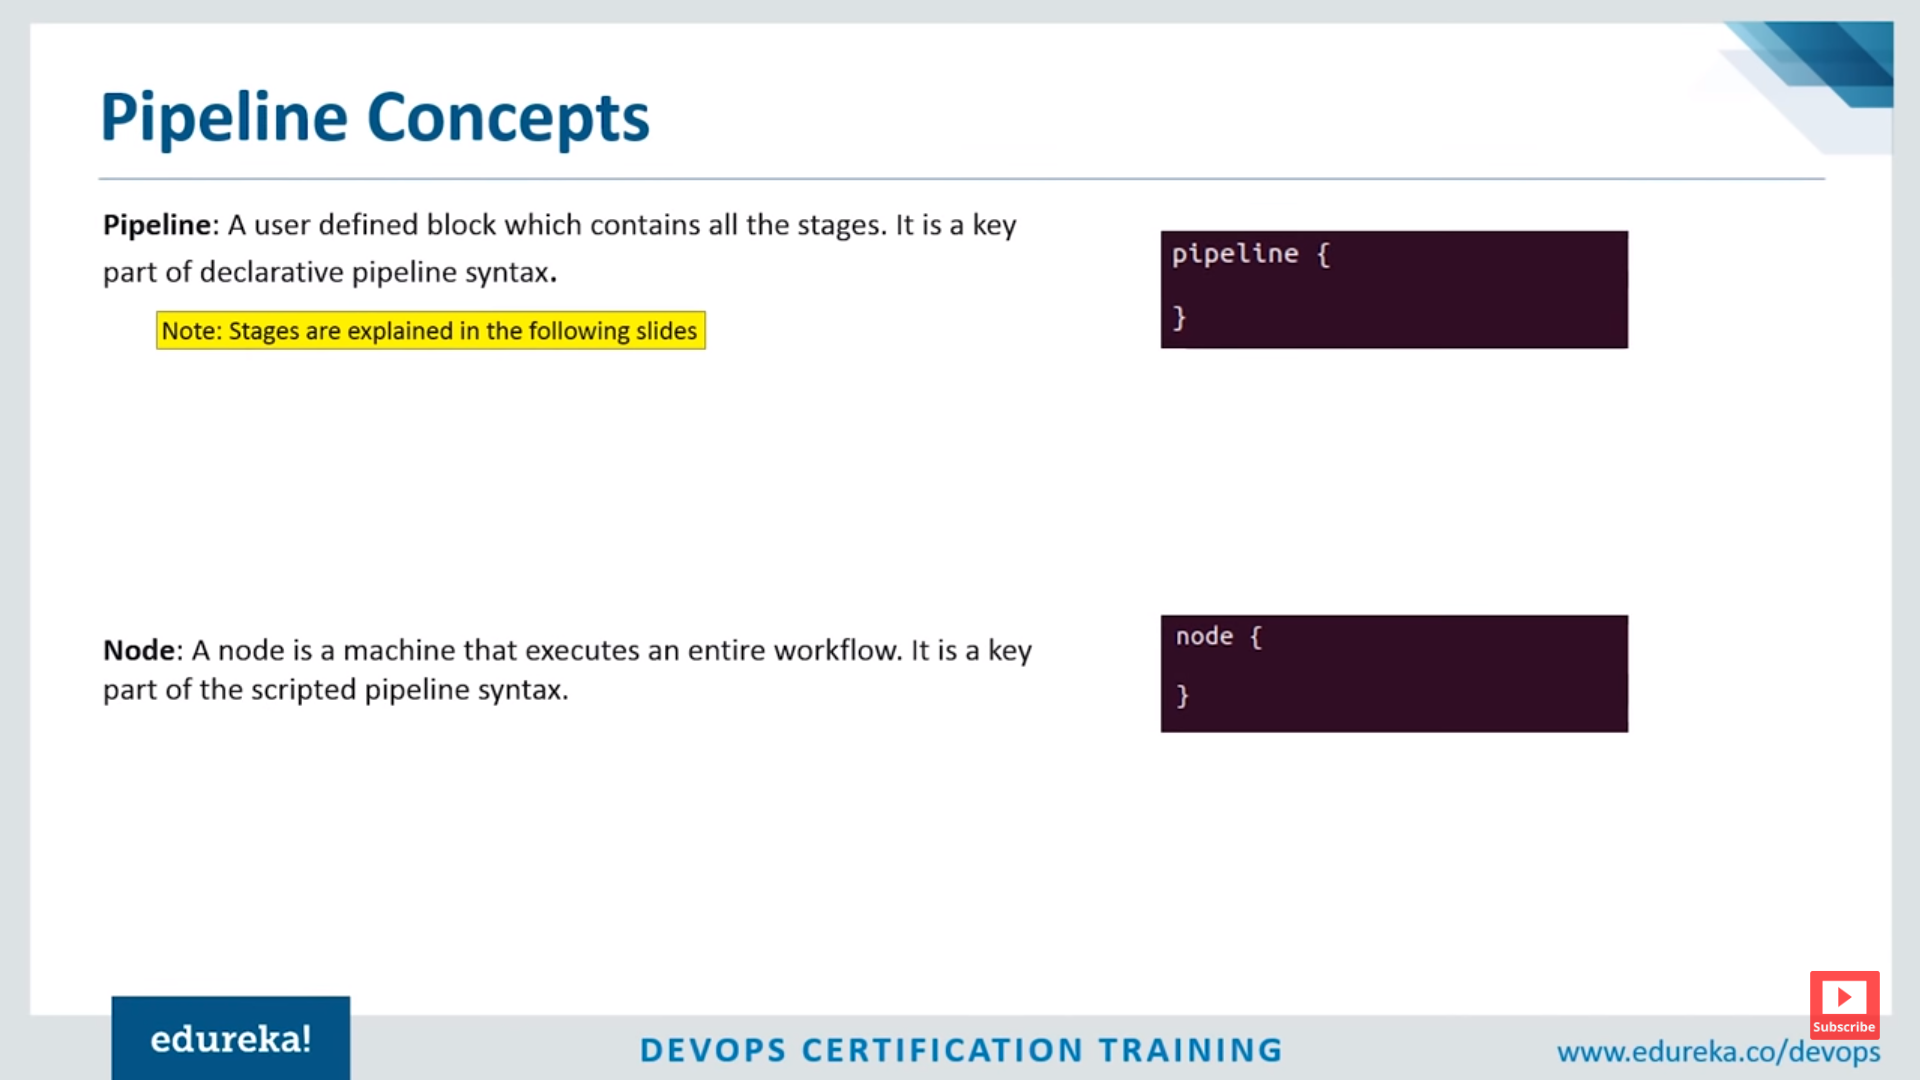 Pipeline Concepts
Pipeline: A user defined block which contains all the stages. It is a key
part of declarative pipeline syntax.
Note: Stages are explained in the following slides
pipeline {
}
Node: A node is a machine that executes an entire workflow. It is a key
part of the scripted pipeline syntax.
node {
}
edureka!
DEVOPS CERTIFICATION TRAINING
Subscribe
www.edureka.co/devops